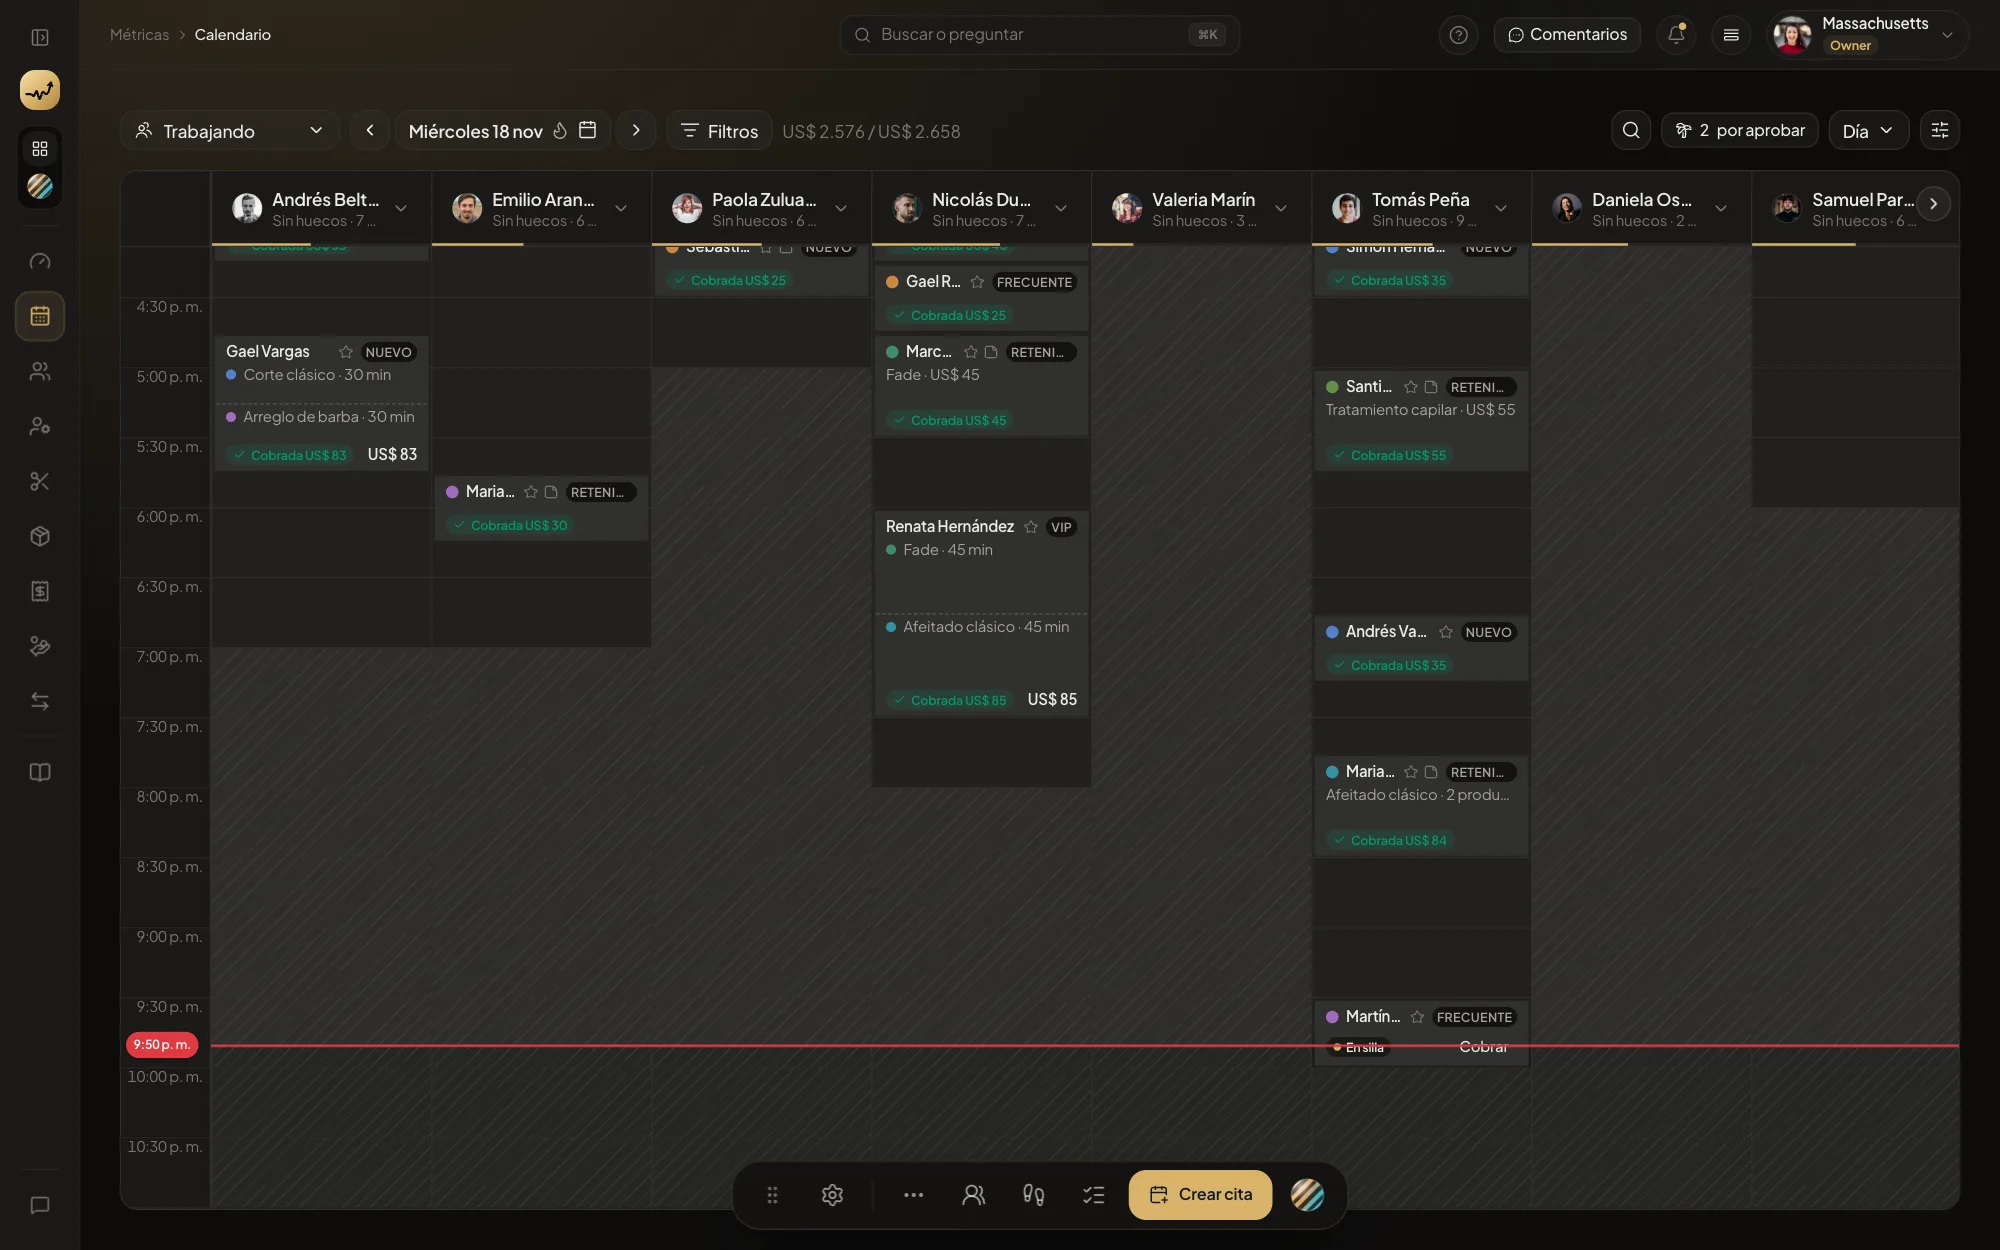 Métricas > Calendario
Buscar o preguntar
⌘K
Comentarios
Massachusetts
Owner
Trabajando
Miércoles 18 nov
Filtros
US$ 2.576 / US$ 2.658
2 por aprobar
Día
Andrés Belt...
Sin huecos · 7 ...
Emilio Aran...
Sin huecos · 6 ...
Paola Zulua...
Sin huecos · 6 ...
Nicolás Du...
Sin huecos · 7 ...
Valeria Marín
Sin huecos · 3 ...
Tomás Peña
Sin huecos · 9 ...
Daniela Os...
Sin huecos · 2 ...
Samuel Par...
Sin huecos · 6 ...
4:30 p. m.
5:00 p. m.
5:30 p. m.
6:00 p. m.
6:30 p. m.
7:00 p. m.
7:30 p. m.
8:00 p. m.
8:30 p. m.
9:00 p. m.
9:30 p. m.
9:50 p. m.
10:00 p. m.
10:30 p. m.
Gael Vargas
NUEVO
Corte clásico · 30 min
Arreglo de barba · 30 min
Cobrada US$ 83
US$ 83
Maria...
RETENI...
Cobrada US$ 30
Sebasti...
NUEVO
Cobrada US$ 25
Gael R...
FRECUENTE
Cobrada US$ 25
Marc...
RETENI...
Fade · US$ 45
Cobrada US$ 45
Renata Hernández
VIP
Fade · 45 min
Afeitado clásico · 45 min
Cobrada US$ 85
US$ 85
NUEVO
Cobrada US$ 35
Santi...
RETENI...
Tratamiento capilar · US$ 55
Cobrada US$ 55
Andrés Va...
NUEVO
Cobrada US$ 35
Maria...
RETENI...
Afeitado clásico · 2 produ...
Cobrada US$ 84
Martín...
FRECUENTE
En silla
Cobrar
Crear cita